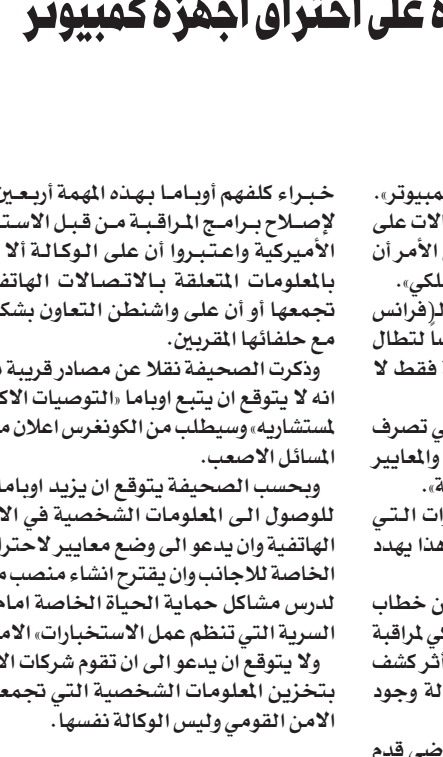 ة على اختراق أجهزة كمبيوتر
مبيوتر».
الات على
الأمر أن
لكي».
لـ(فرانس
ساً لتطال
ة فقط لا
ي تصرف
والمعايير
ة».
رات التي
هذا يهدد
ن خطاب
كي لمراقبة
أثر كشف
لة وجود
ضي قدم
خبراء كلفهم أوباما بهذه المهمة أربعين
لإصلاح برامج المراقبة من قبل الاست
الأميركية واعتبروا أن على الوكالة ألا
بالمعلومات المتعلقة بالاتصالات الهاتف
تجمعها أو أن على واشنطن التعاون بشك
مع حلفائها المقربين.
وذكرت الصحيفة نقلا عن مصادر قريبة
انه لا يتوقع ان يتبع اوباما «التوصيات الاك
لمستشاريه» وسيطلب من الكونغرس اعلان م
المسائل الاصعب.
وبحسب الصحيفة يتوقع ان يزيد اوباما
للوصول الى المعلومات الشخصية في الا
الهاتفية وان يدعو الى وضع معايير لاحترا
الخاصة للاجانب وان يقترح انشاء منصب م
لدرس مشاكل حماية الحياة الخاصة امام
السرية التي تنظم عمل الاستخبارات» الام
ولا يتوقع ان يدعو الى ان تقوم شركات الا
بتخزين المعلومات الشخصية التي تجمع
الامن القومي وليس الوكالة نفسها.